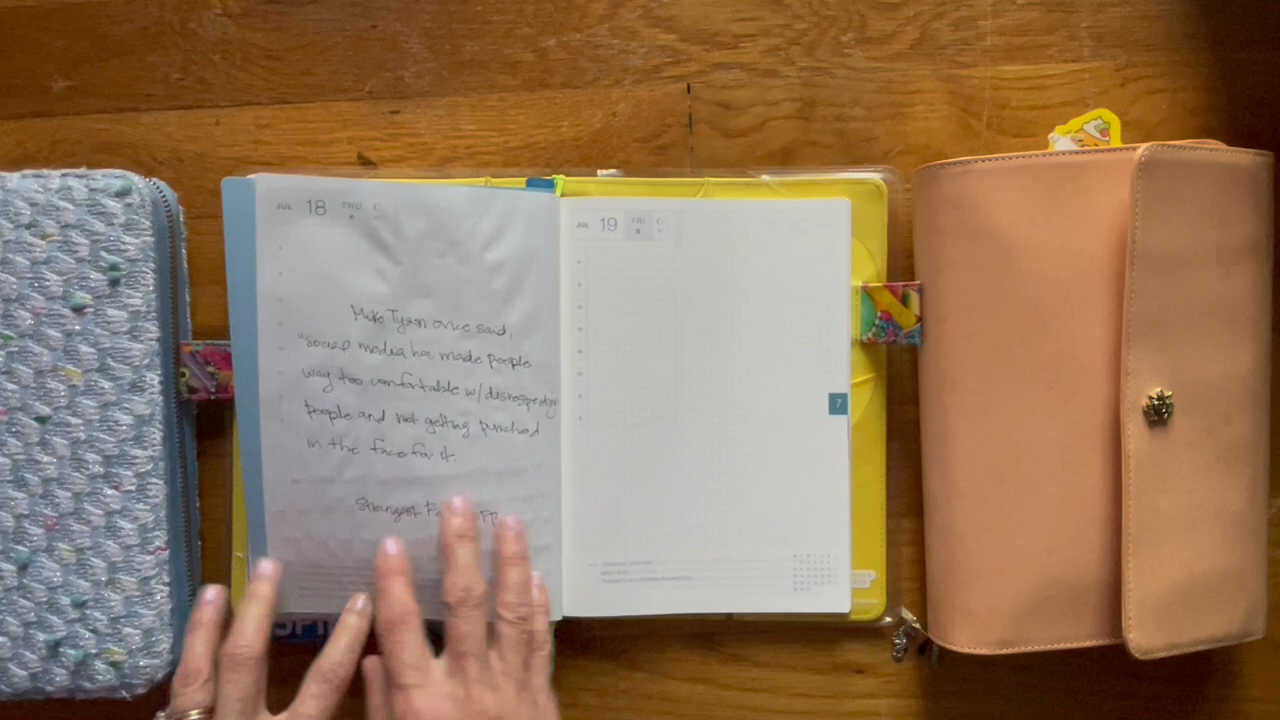 JUL 18 THU
Mike Tyson once said,
"Social media has made people
way too comfortable w/ disrespecting
people and not getting punched
in the face for it.
Strangest
JUL 19 FRI
7